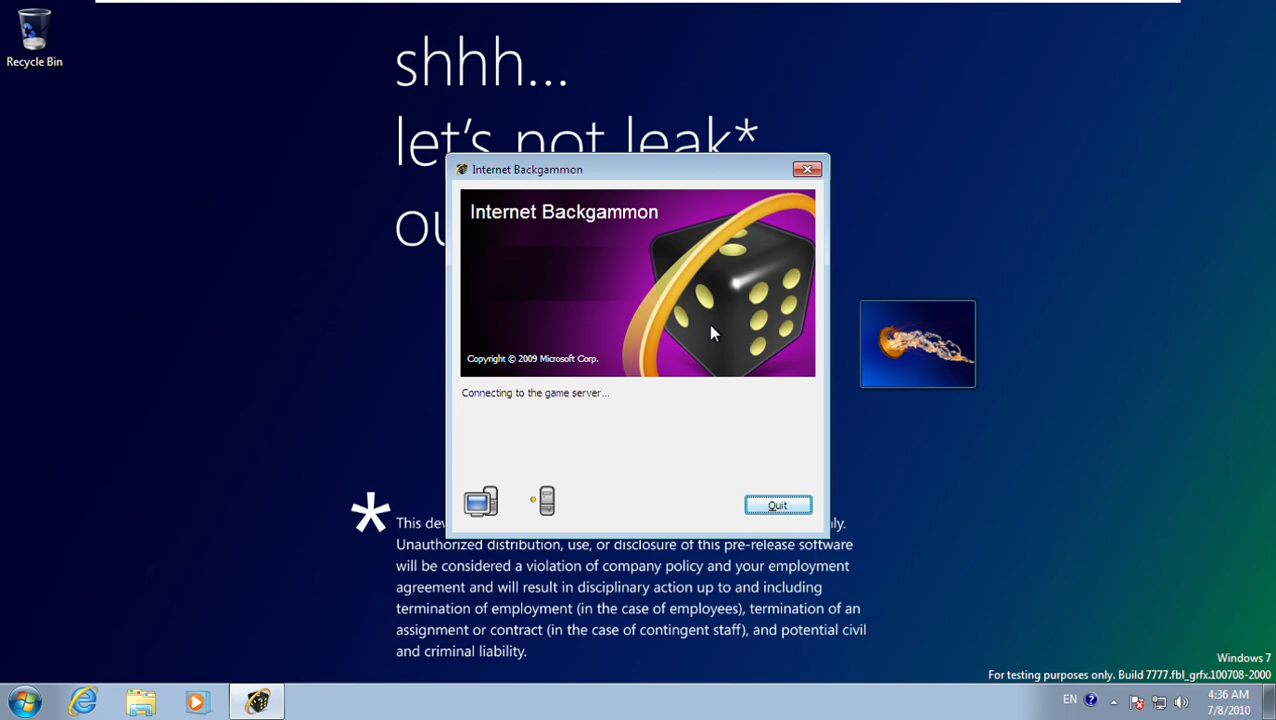 Recycle Bin
shhh...
let's not leak*
ou
Internet Backgammon
Internet Backgammon
Copyright © 2009 Microsoft Corp.
Connecting to the game server...
Quit
* This dev ly.
Unauthorized distribution, use, or disclosure of this pre-release software
will be considered a violation of company policy and your employment
agreement and will result in disciplinary action up to and including
termination of employment (in the case of employees), termination of an
assignment or contract (in the case of contingent staff), and potential civil
and criminal liability.
Windows 7
For testing purposes only. Build 7777.fbl_grfx.100708-2000
EN
4:36 AM
7/8/2010